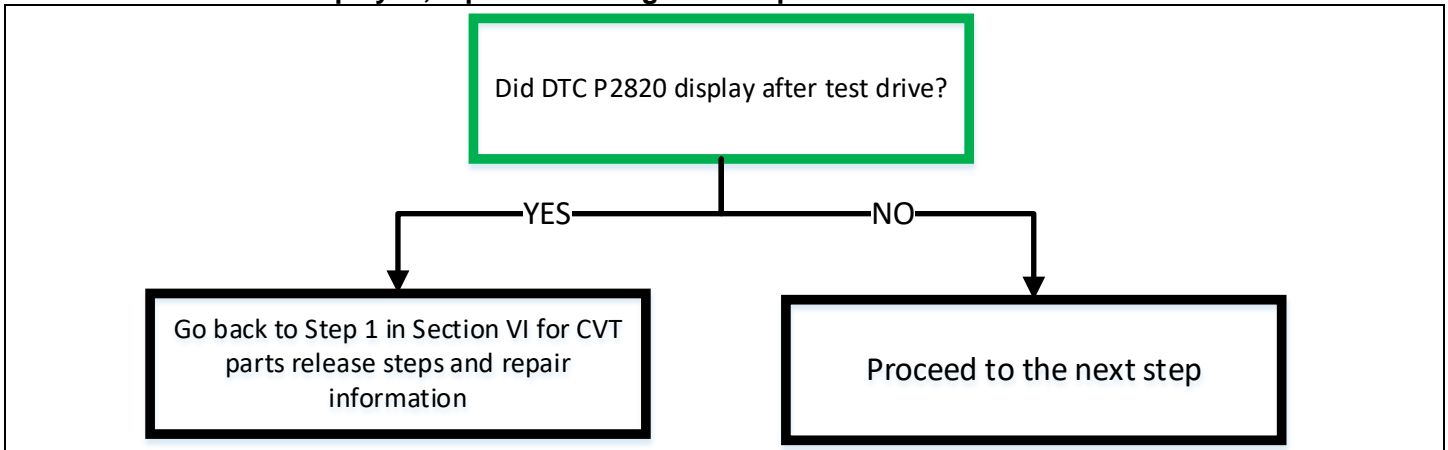 Did DTC P2820 display after test drive?
YES
NO
Go back to Step 1 in Section VI for CVT
parts release steps and repair
information
Proceed to the next step